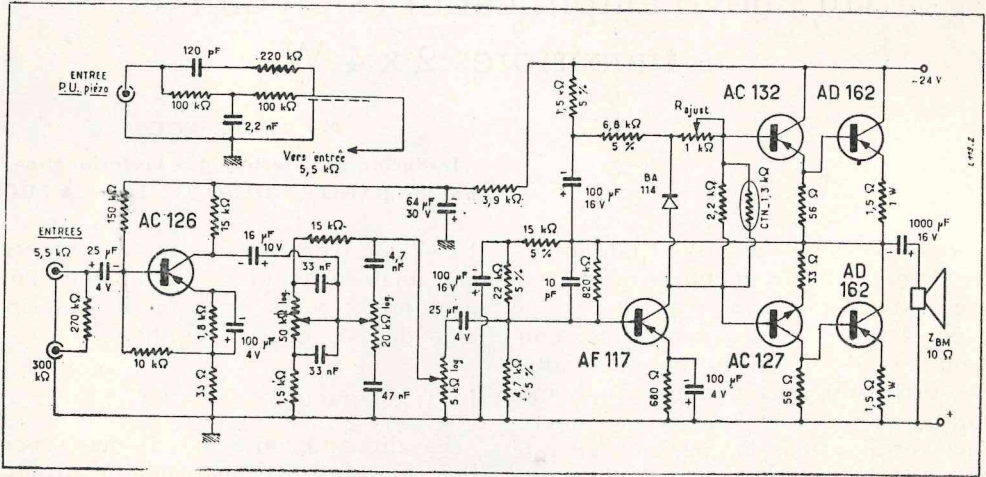 ENTREE
P.U. piézo
120 pF
220 kΩ
100 kΩ
100 kΩ
2,2 nF
Vers entrée
5,5 kΩ
ENTREES
5,5 kΩ
25 µF
4 V
270 kΩ
300
kΩ
150 kΩ
AC 126
15 kΩ
16 µF
10 V
1,8 kΩ
100 µF
4 V
10 kΩ
33 Ω
15 kΩ
33 nF
50 kΩ log.
33 nF
1,5 kΩ
4,7
nF
20 kΩ log.
47 nF
64 µF
30 V
3,9 kΩ
100 µF
16 V
25 µF
4 V
5 kΩ log
15 kΩ
5 %
22 Ω
5 %
4,7 kΩ
5 %
10
pF
820 kΩ
1,5 kΩ
5 %
100 µF
16 V
6,8 kΩ
5 %
R ajust
1 kΩ
BA
114
2,2 kΩ
CTN_1,3 kΩ
AF 117
680 Ω
100 µF
4 V
AC 132
AD 162
56 Ω
33 Ω
AC 127
56 Ω
AD
162
1,5 Ω
1 W
1,5 Ω
1 W
1000 µF
16 V
Z BM
10 Ω
-24 V
+